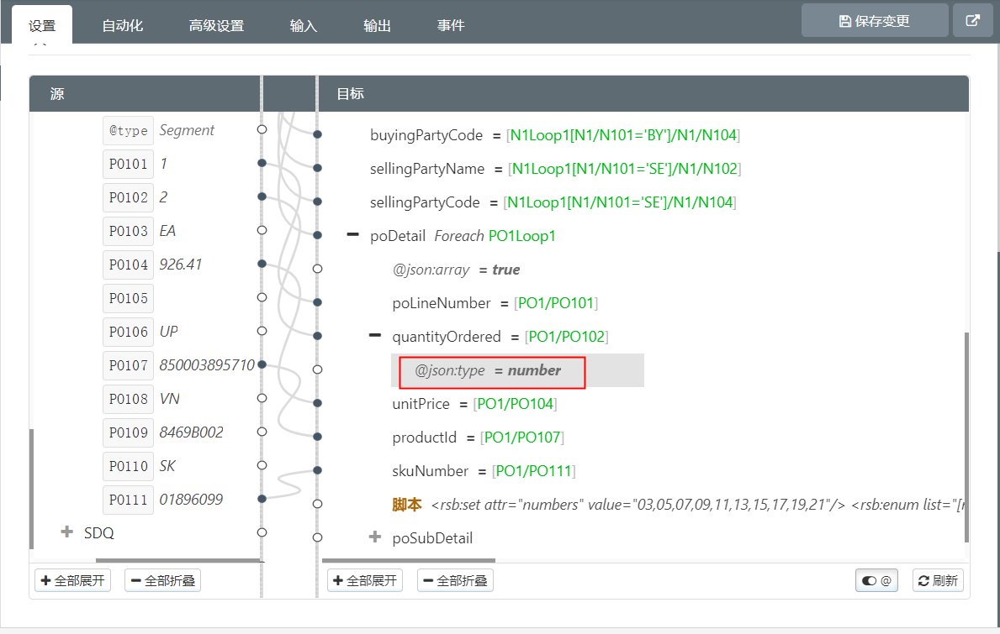 设置 自动化 高级设置 输入 输出 事件 保存变更
源 目标
@type Segment
PO101 1
PO102 2
PO103 EA
PO104 926.41
PO105
PO106 UP
PO107 850003895710
PO108 VN
PO109 8469B002
PO110 SK
PO111 01896099
SDQ
buyingPartyCode = [N1Loop1[N1/N101='BY']/N1/N104]
sellingPartyName = [N1Loop1[N1/N101='SE']/N1/N102]
sellingPartyCode = [N1Loop1[N1/N101='SE']/N1/N104]
poDetail Foreach PO1Loop1
@json:array = true
poLineNumber = [PO1/PO101]
quantityOrdered = [PO1/PO102]
@json:type = number
unitPrice = [PO1/PO104]
productId = [PO1/PO107]
skuNumber = [PO1/PO111]
脚本 <rsb:set attr="numbers" value="03,05,07,09,11,13,15,17,19,21"/> <rsb:enum list="[
poSubDetail
全部展开 全部折叠 全部展开 全部折叠 @ 刷新